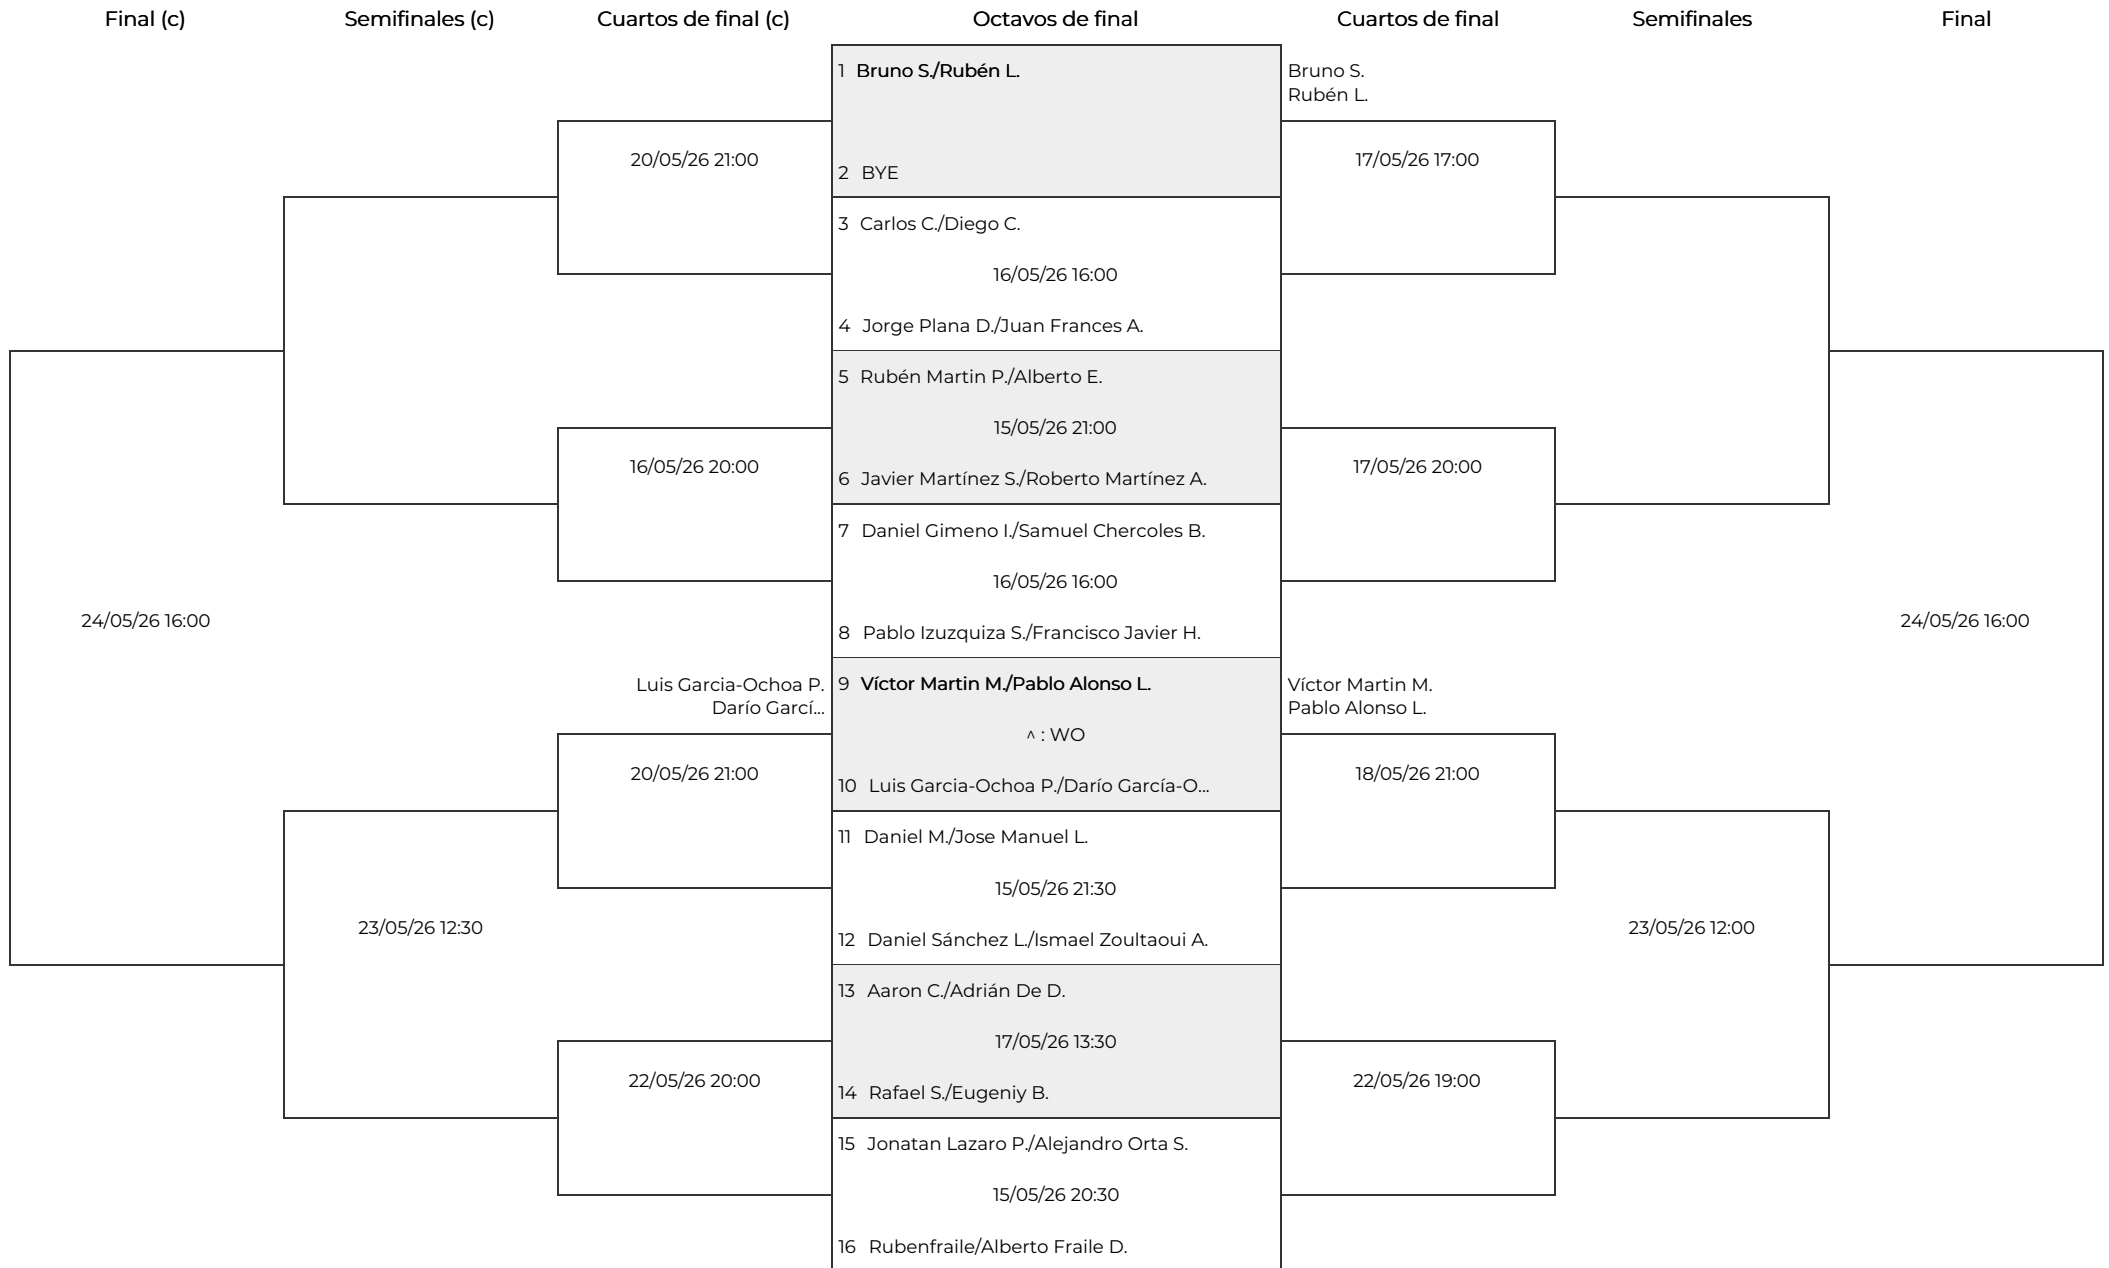 Final (c)
Semifinales (c)
Cuartos de final (c)
Octavos de final
Cuartos de final
Semifinales
Final
1 Bruno S./Rubén L.
2 BYE
3 Carlos C./Diego C.
16/05/26 16:00
4 Jorge Plana D./Juan Frances A.
5 Rubén Martin P./Alberto E.
15/05/26 21:00
6 Javier Martínez S./Roberto Martínez A.
7 Daniel Gimeno I./Samuel Chercoles B.
16/05/26 16:00
8 Pablo Izuzquiza S./Francisco Javier H.
9 Víctor Martin M./Pablo Alonso L.
^ : WO
10 Luis Garcia-Ochoa P./Darío García-O...
11 Daniel M./Jose Manuel L.
15/05/26 21:30
12 Daniel Sánchez L./Ismael Zoultaoui A.
13 Aaron C./Adrián De D.
17/05/26 13:30
14 Rafael S./Eugeniy B.
15 Jonatan Lazaro P./Alejandro Orta S.
15/05/26 20:30
16 Rubenfraile/Alberto Fraile D.
20/05/26 21:00
16/05/26 20:00
Luis Garcia-Ochoa P.
Darío Garcí...
20/05/26 21:00
22/05/26 20:00
23/05/26 12:30
24/05/26 16:00
Bruno S.
Rubén L.
17/05/26 17:00
17/05/26 20:00
Víctor Martin M.
Pablo Alonso L.
18/05/26 21:00
22/05/26 19:00
23/05/26 12:00
24/05/26 16:00